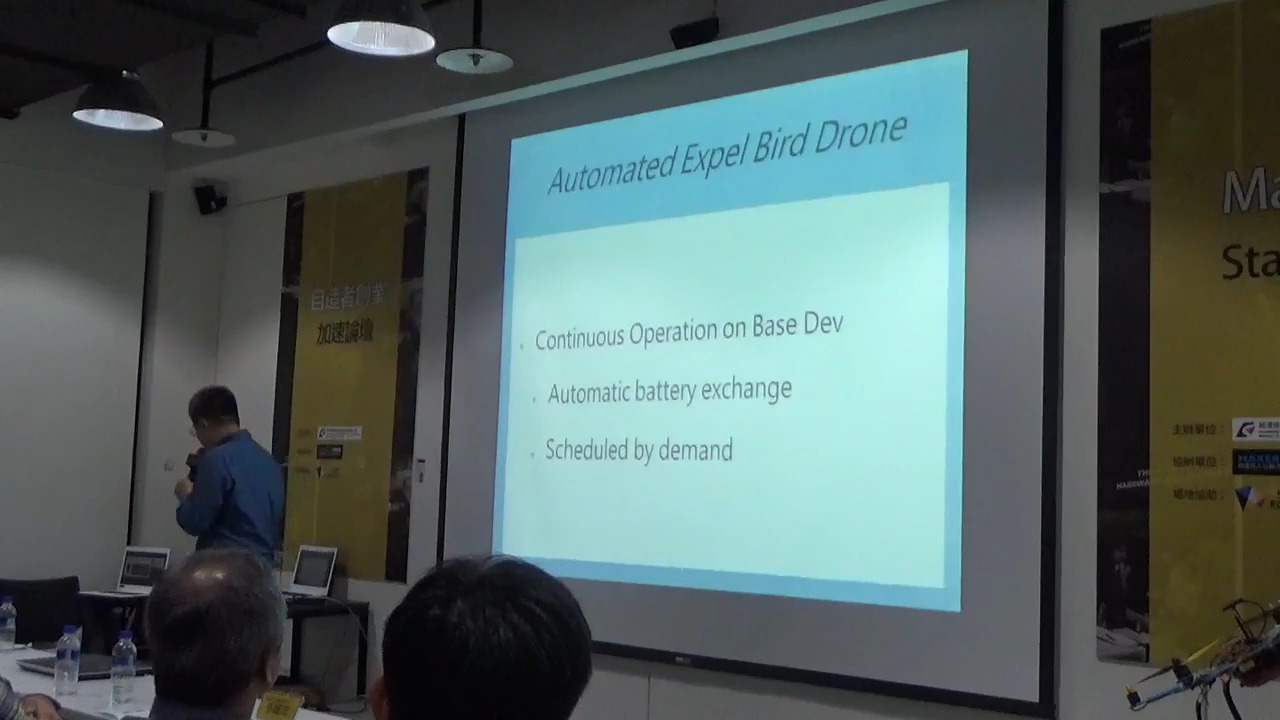 Automated Expel Bird Drone
Continuous Operation on Base Dev
Automatic battery exchange
Scheduled by demand
自造者創業
加速論壇
Ma
Sta
主辦單位：
協辦單位：
場地協助：
MAKER